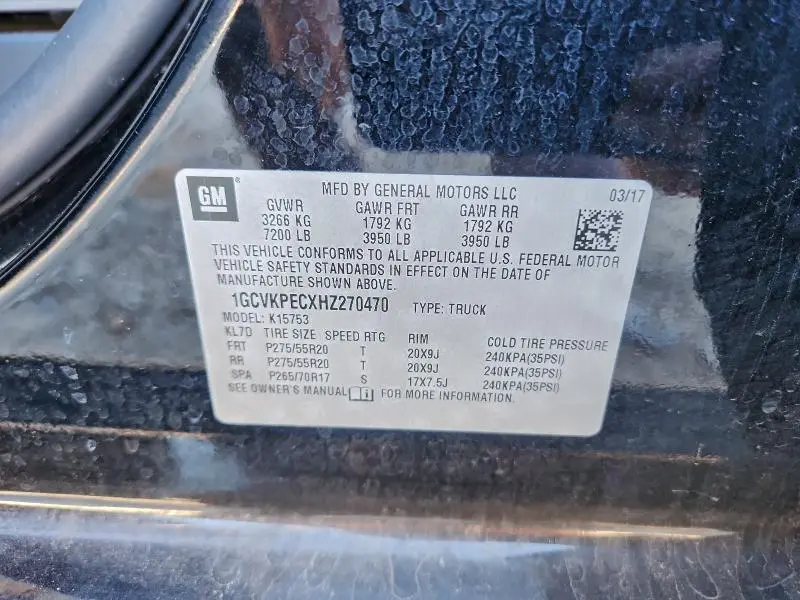 GM ®
MFD BY GENERAL MOTORS LLC 03/17
GVWR GAWR FRT GAWR RR
3266 KG 1792 KG 1792 KG
7200 LB 3950 LB 3950 LB
THIS VEHICLE CONFORMS TO ALL APPLICABLE U.S. FEDERAL MOTOR
VEHICLE SAFETY STANDARDS IN EFFECT ON THE DATE OF
MANUFACTURE SHOWN ABOVE.
1GCVKPECXHZ270470 TYPE: TRUCK
MODEL: K15753
KL7D TIRE SIZE SPEED RTG RIM COLD TIRE PRESSURE
FRT P275/55R20 T 20X9J 240KPA(35PSI)
RR P275/55R20 T 20X9J 240KPA(35PSI)
SPA P265/70R17 S 17X7.5J 240KPA(35PSI)
SEE OWNER'S MANUAL FOR MORE INFORMATION.